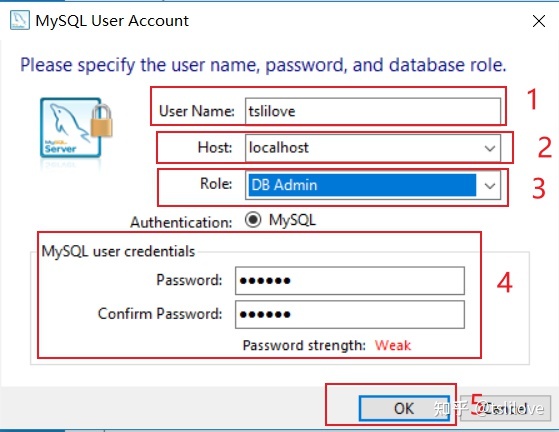 MySQL User Account
Please specify the user name, password, and database role.
User Name: tslilove 1
MySQL
Server
Host: localhost 2
Role: DB Admin 3
Authentication: MySQL
MySQL user credentials
Password: ●●●●●● 4
Confirm Password: ●●●●●●
Password strength: Weak
OK 5 Cancel
知乎 @tslilove